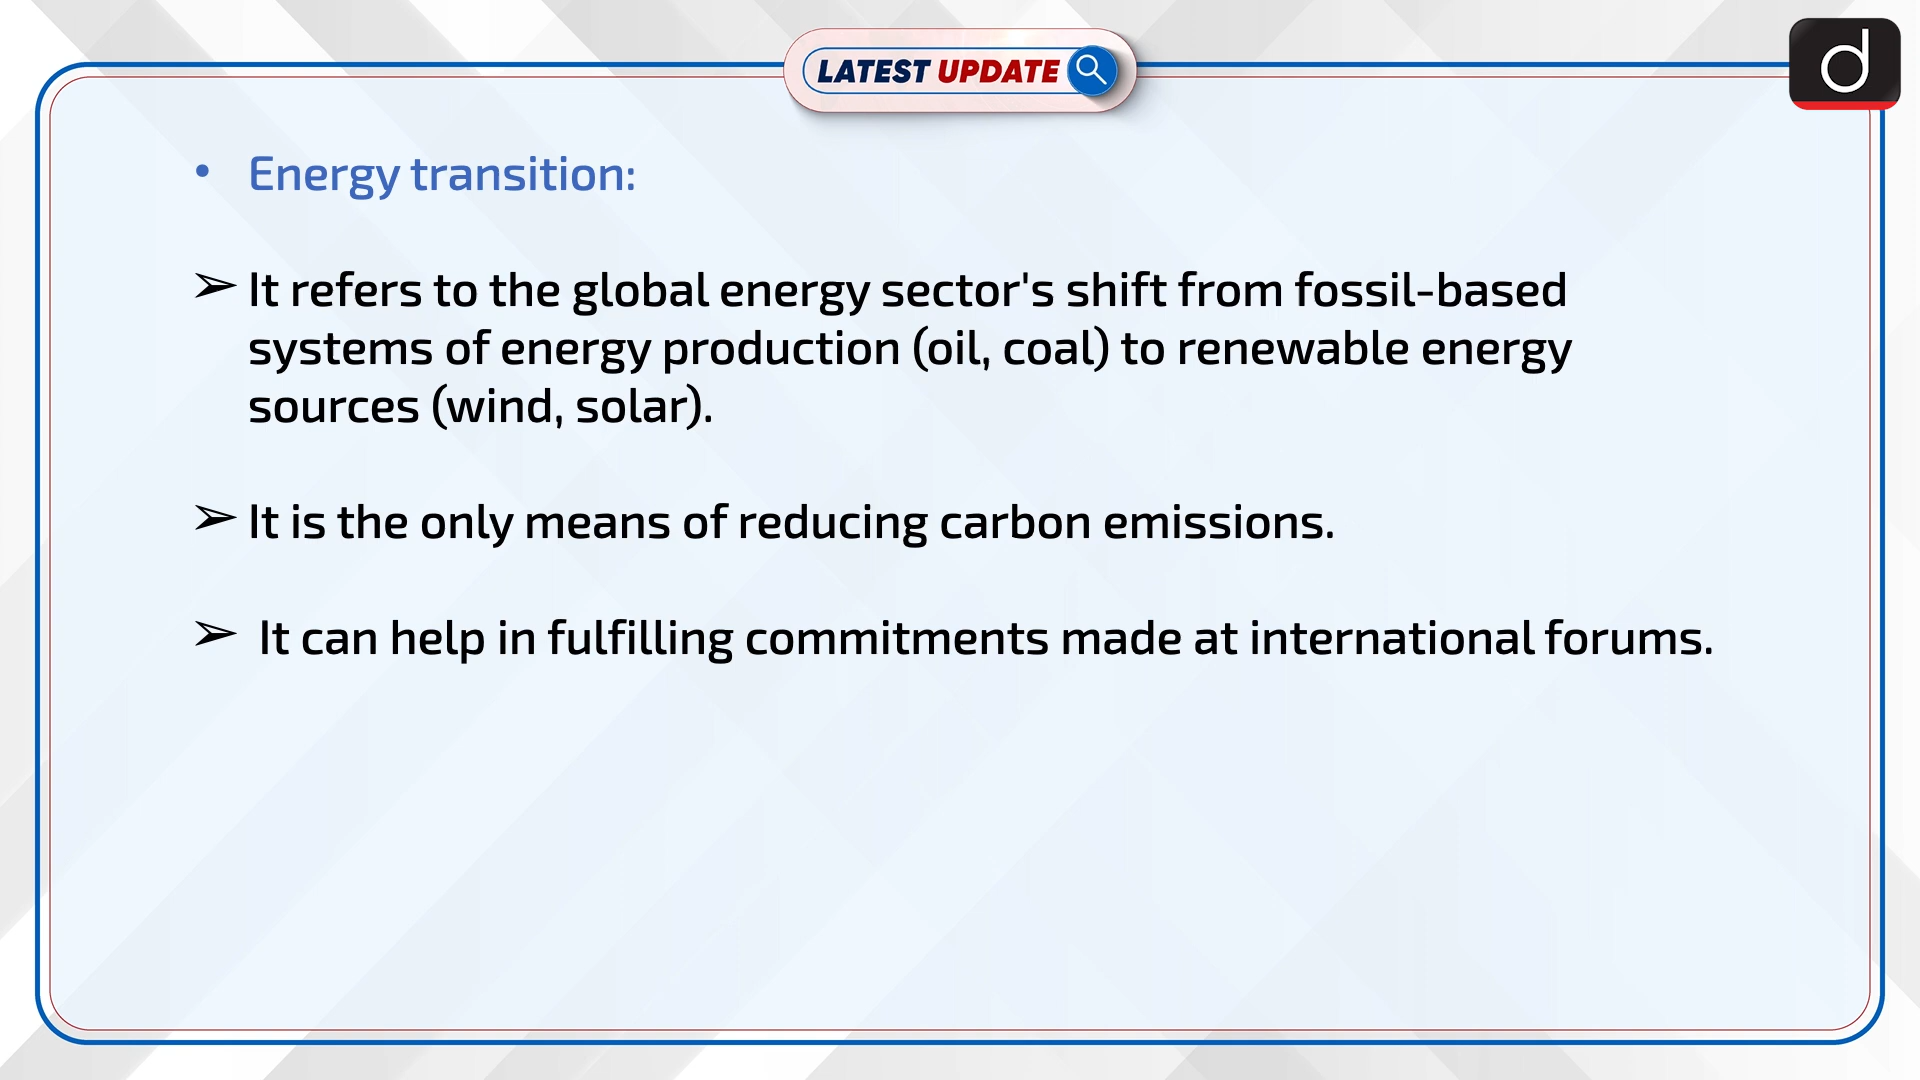 LATEST UPDATE
d
• Energy transition:
➢ It refers to the global energy sector's shift from fossil-based
systems of energy production (oil, coal) to renewable energy
sources (wind, solar).
➢ It is the only means of reducing carbon emissions.
➢ It can help in fulfilling commitments made at international forums.